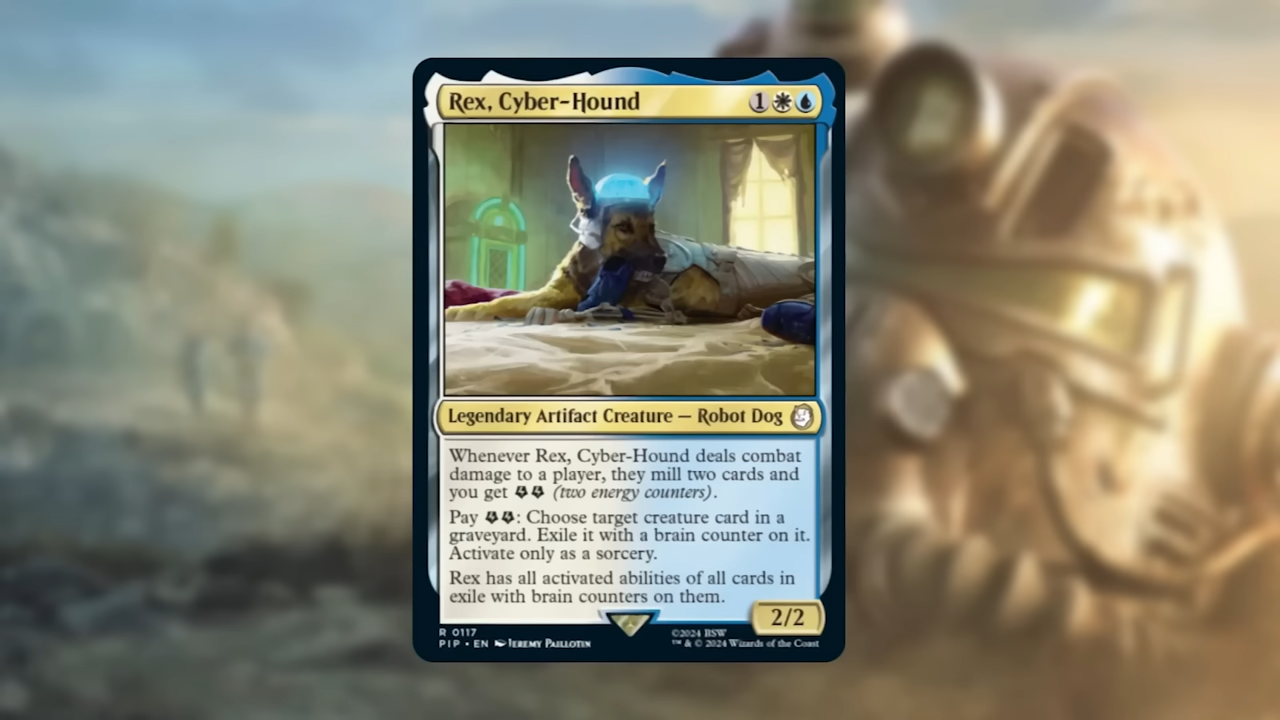 Rex, Cyber-Hound 1
Legendary Artifact Creature — Robot Dog
Whenever Rex, Cyber-Hound deals combat
damage to a player, they mill two cards and
you get (two energy counters).
Pay : Choose target creature card in a
graveyard. Exile it with a brain counter on it.
Activate only as a sorcery.
Rex has all activated abilities of all cards in
exile with brain counters on them.
2/2
R 0117
PIP • EN Jeremy Paillotin
©2024 BSW
™ & © 2024 Wizards of the Coast